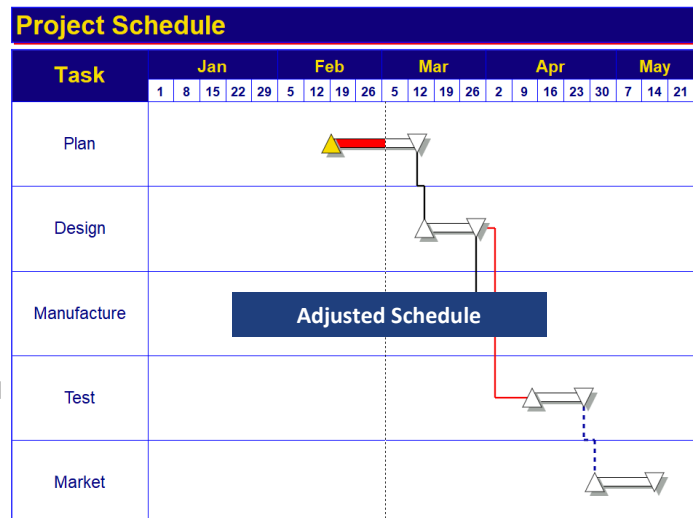 Project Schedule
Task
Jan Feb Mar Apr May
1 8 15 22 29 5 12 19 26 5 12 19 26 2 9 16 23 30 7 14 21
Plan
Design
Manufacture
Adjusted Schedule
Test
Market